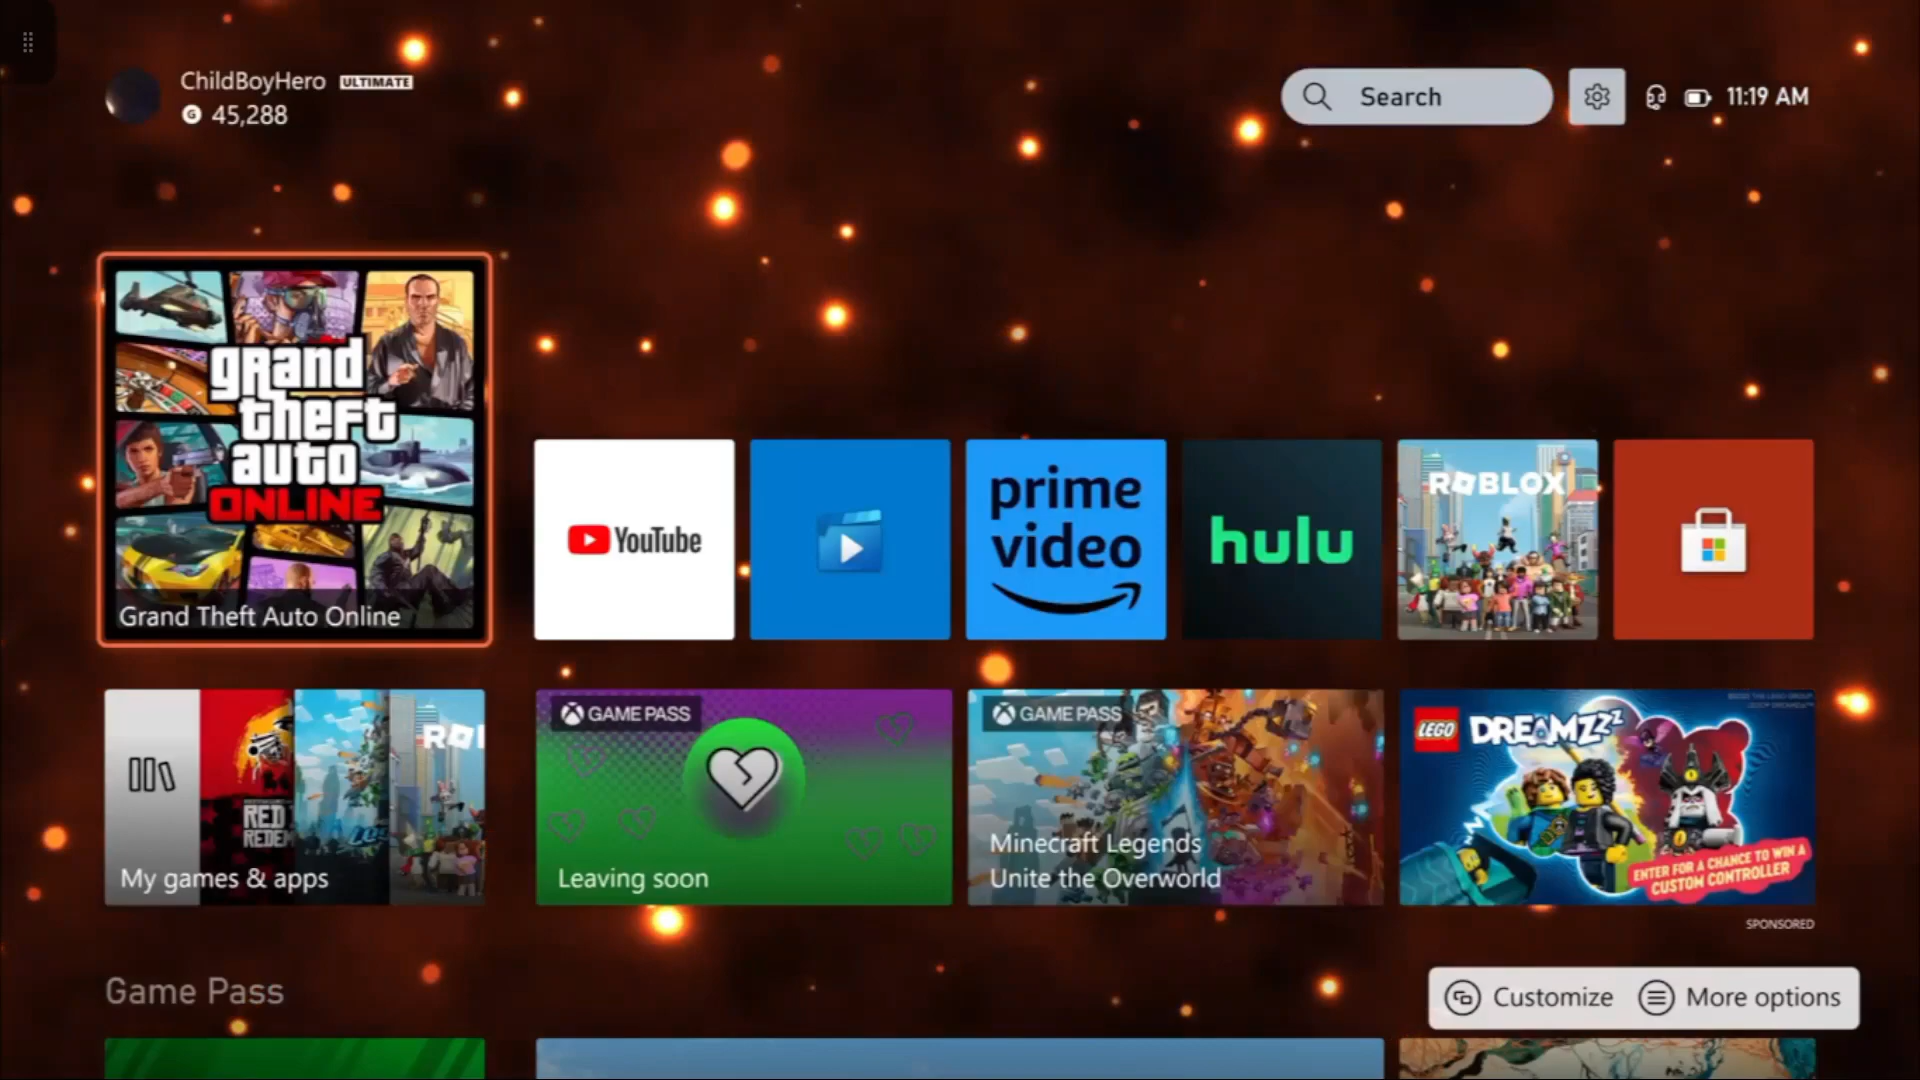 ChildBoyHero ULTIMATE
G 45,288
Search
11:19 AM
grand
theft
auto
ONLINE
Grand Theft Auto Online
YouTube
prime
video
hulu
ROBLOX
RED
My games & apps
GAME PASS
Leaving soon
GAME PASS
Minecraft Legends
Unite the Overworld
LEGO DREAMZzz
ENTER FOR A CHANCE TO WIN A
CUSTOM CONTROLLER
SPONSORED
Game Pass
Customize
More options